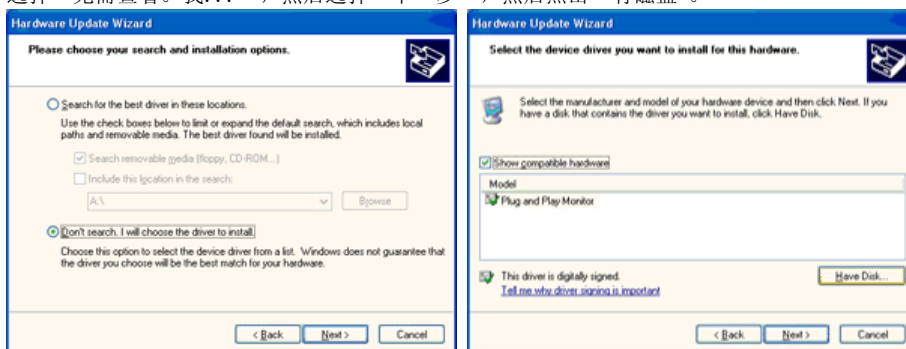 Hardware Update Wizard
Please choose your search and installation options.
Search for the best driver in these locations.
Use the check boxes below to limit or expand the default search, which includes local
paths and removable media. The best driver found will be installed.
Search removable media (floppy, CD-ROM...)
Include this location in the search:
A:\
Browse
Don't search. I will choose the driver to install.
Choose this option to select the device driver from a list. Windows does not guarantee that
the driver you choose will be the best match for your hardware.
< Back
Next >
Cancel
Hardware Update Wizard
Select the device driver you want to install for this hardware.
Select the manufacturer and model of your hardware device and then click Next. If you
have a disk that contains the driver you want to install, click Have Disk.
Show compatible hardware
Model
Plug and Play Monitor
This driver is digitally signed.
Have Disk...
Tell me why driver signing is important
< Back
Next >
Cancel